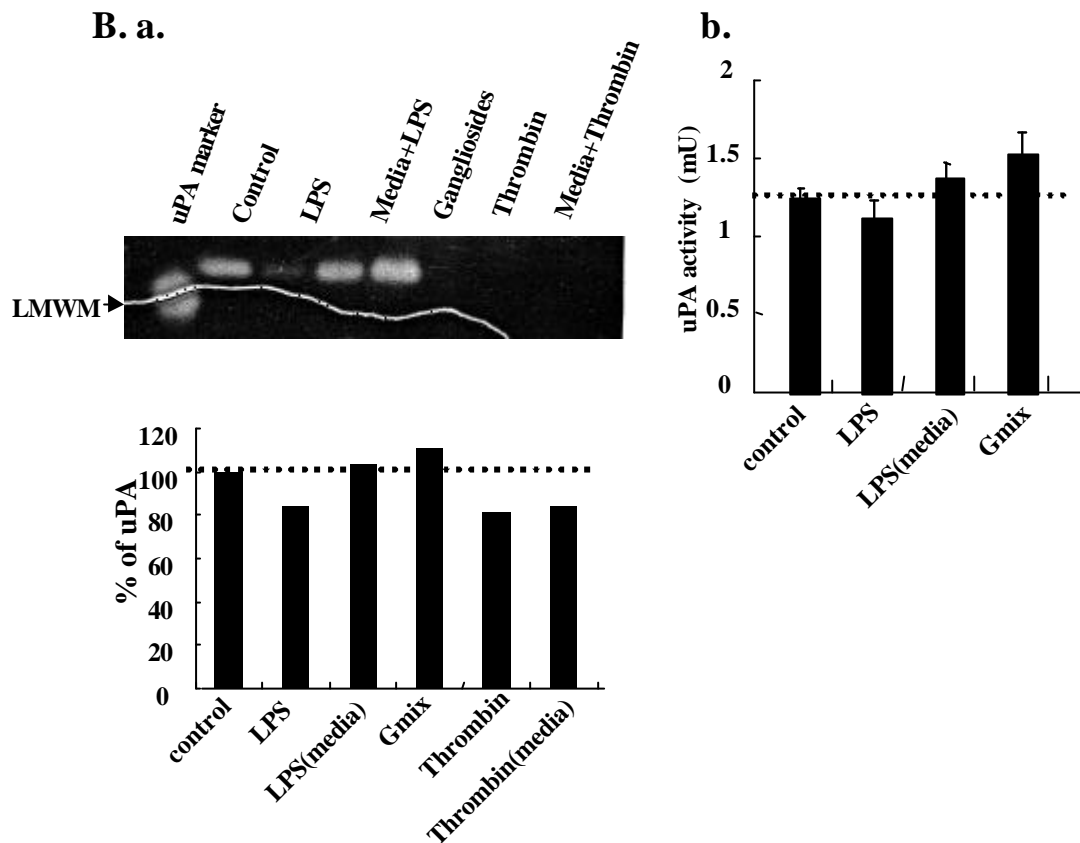 B. a.
uPA marker
Control
LPS
Media+LPS
Gangliosides
Thrombin
Media+Thrombin
LMWM
120
100
80
60
40
20
0
% of uPA
control
LPS
LPS(media)
Gmix
Thrombin
Thrombin(media)
b.
2
1.5
1
0.5
0
uPA activity (mU)
control
LPS
LPS(media)
Gmix